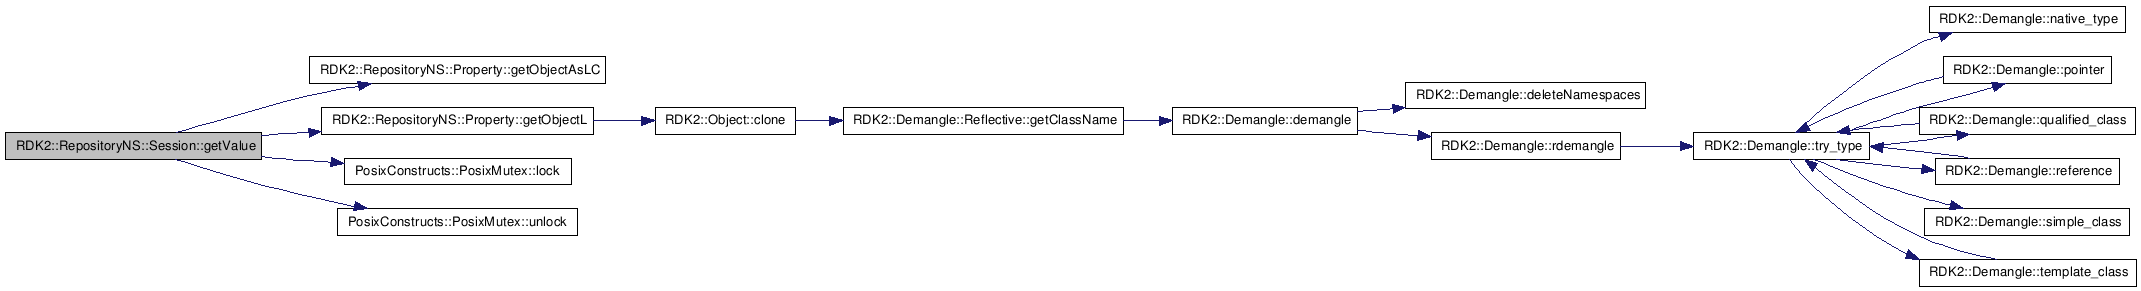 RDK2::RepositoryNS::Session::getValue
RDK2::RepositoryNS::Property::getObjectAsLC
RDK2::RepositoryNS::Property::getObjectL
PosixConstructs::PosixMutex::lock
PosixConstructs::PosixMutex::unlock
RDK2::Object::clone
RDK2::Demangle::Reflective::getClassName
RDK2::Demangle::demangle
RDK2::Demangle::deleteNamespaces
RDK2::Demangle::rdemangle
RDK2::Demangle::try_type
RDK2::Demangle::native_type
RDK2::Demangle::pointer
RDK2::Demangle::qualified_class
RDK2::Demangle::reference
RDK2::Demangle::simple_class
RDK2::Demangle::template_class